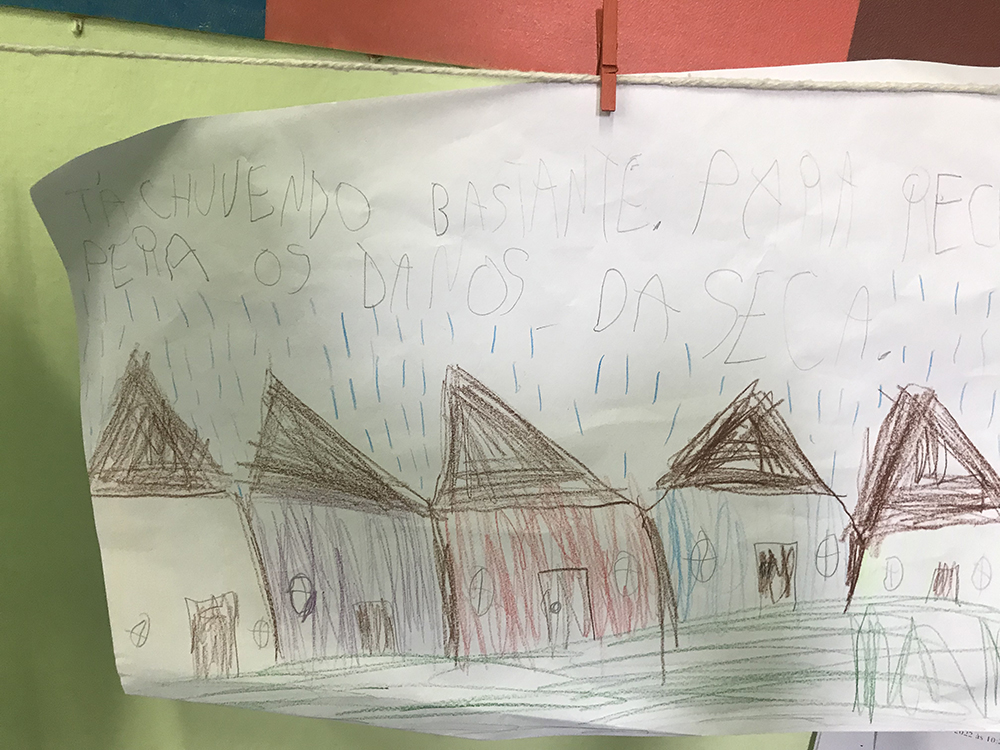 TÁ CHUVENDO BASTANTE. PARA REC
PERA OS DANOS DA SECA.